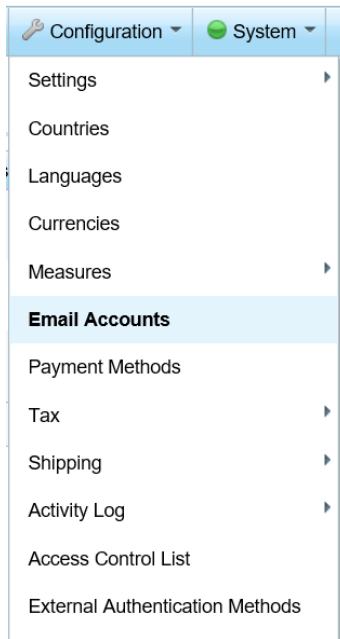 Configuration
System
Settings
Countries
Languages
Currencies
Measures
Email Accounts
Payment Methods
Tax
Shipping
Activity Log
Access Control List
External Authentication Methods